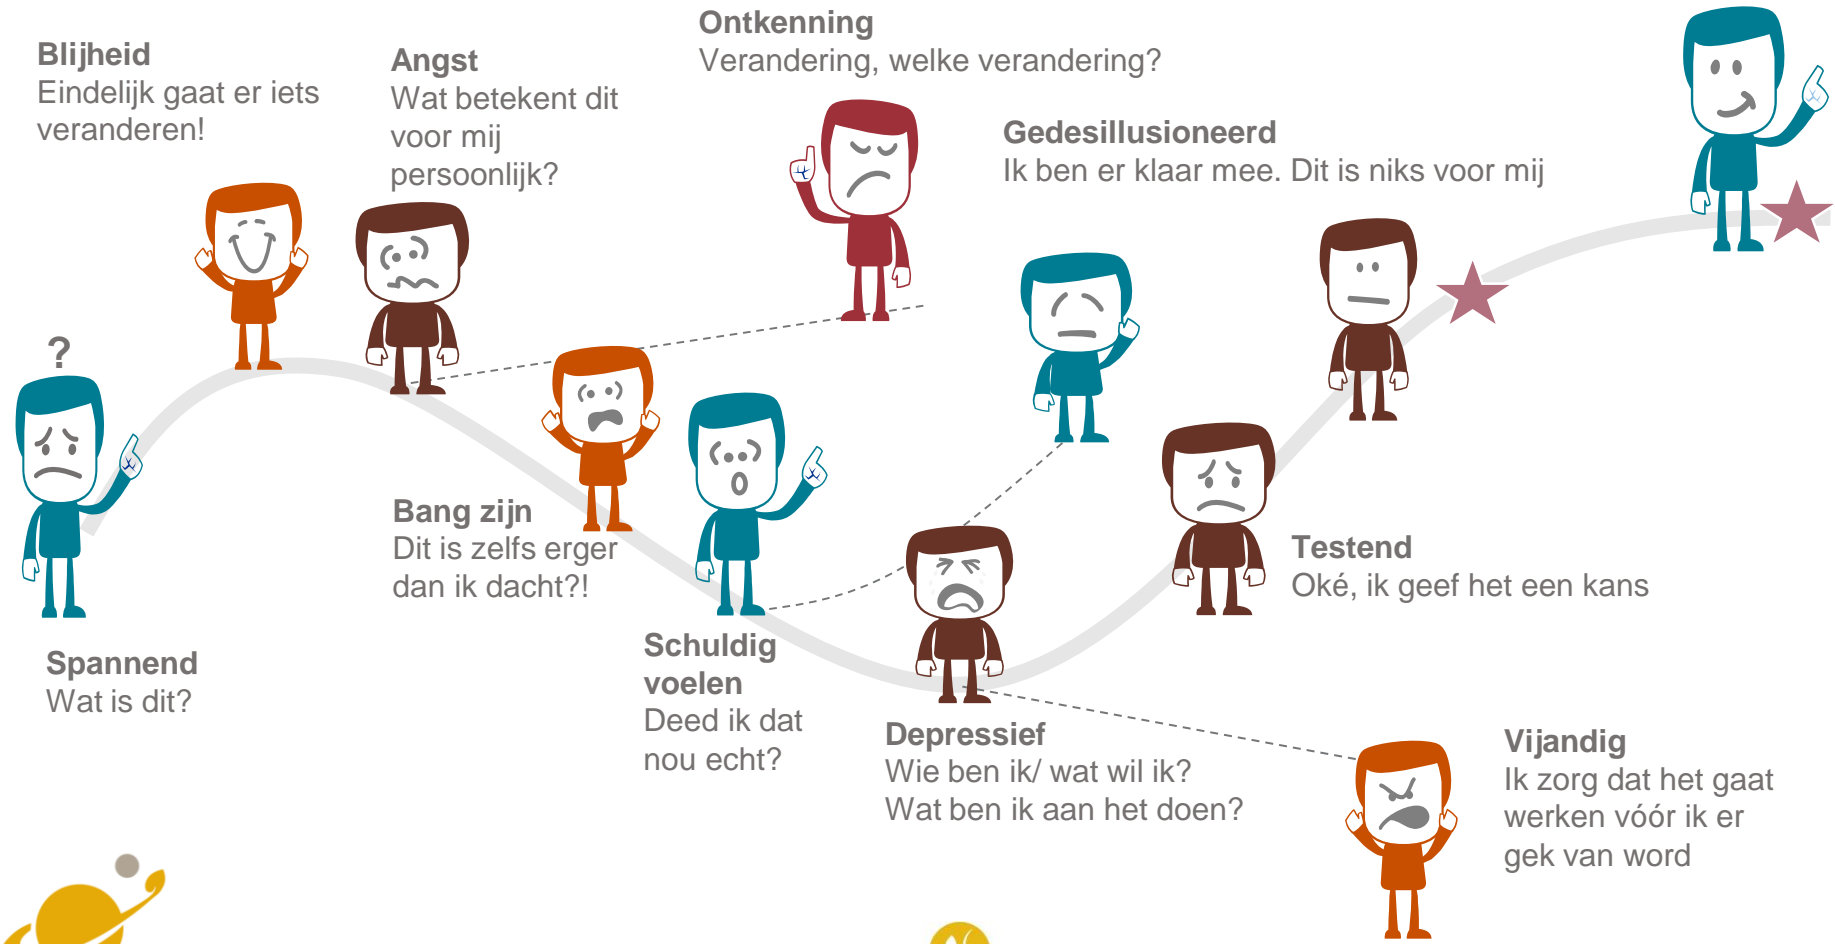 Blijheid
Eindelijk gaat er iets
veranderen!
Angst
Wat betekent dit
voor mij
persoonlijk?
Ontkenning
Verandering, welke verandering?
Gedesillusioneerd
Ik ben er klaar mee. Dit is niks voor mij
?
Spannend
Wat is dit?
Bang zijn
Dit is zelfs erger
dan ik dacht?!
Schuldig
voelen
Deed ik dat
nou echt?
Depressief
Wie ben ik/ wat wil ik?
Wat ben ik aan het doen?
Testend
Oké, ik geef het een kans
Vijandig
Ik zorg dat het gaat
werken vóór ik er
gek van word